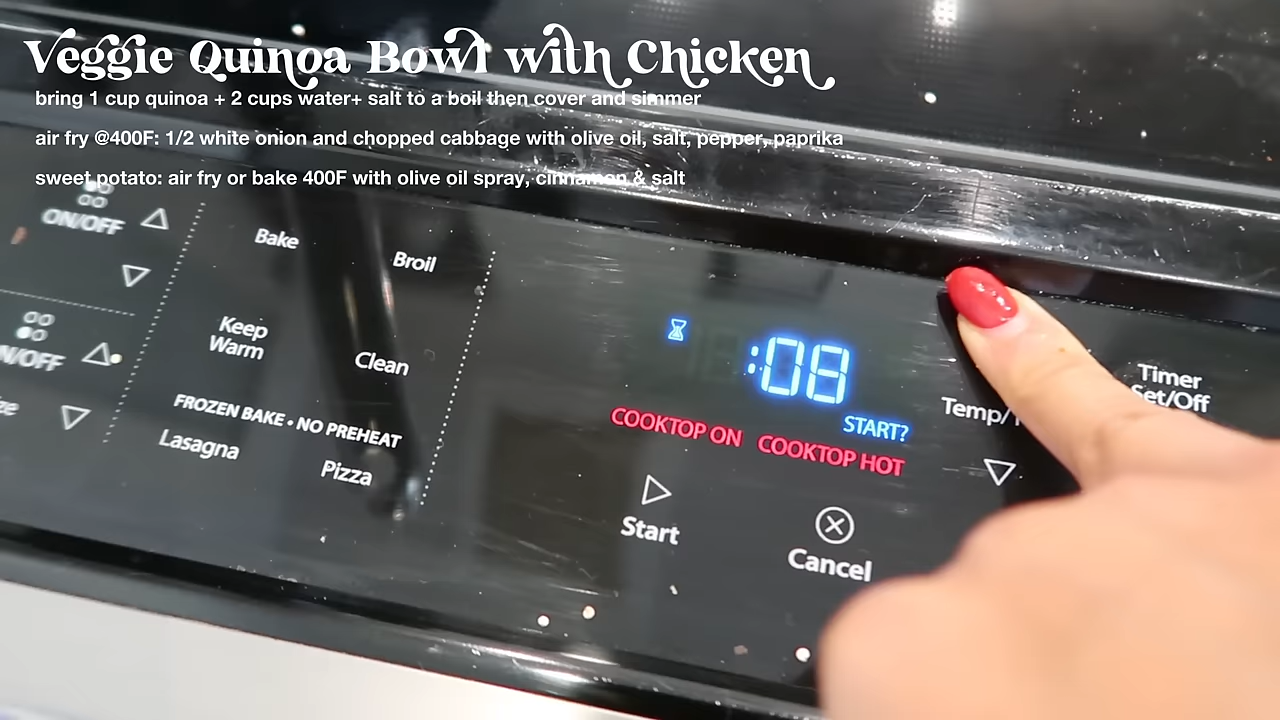 Veggie Quinoa Bowl with Chicken
bring 1 cup quinoa + 2 cups water+ salt to a boil then cover and simmer
air fry @400F: 1/2 white onion and chopped cabbage with olive oil, salt, pepper, paprika
sweet potato: air fry or bake 400F with olive oil spray, cinnamon & salt
ON/OFF
Bake
Broil
N/OFF
Keep
Warm
Clean
FROZEN BAKE • NO PREHEAT
Lasagna
Pizza
:08
START?
COOKTOP ON COOKTOP HOT
Start
Cancel
Temp/
Timer
Set/Off